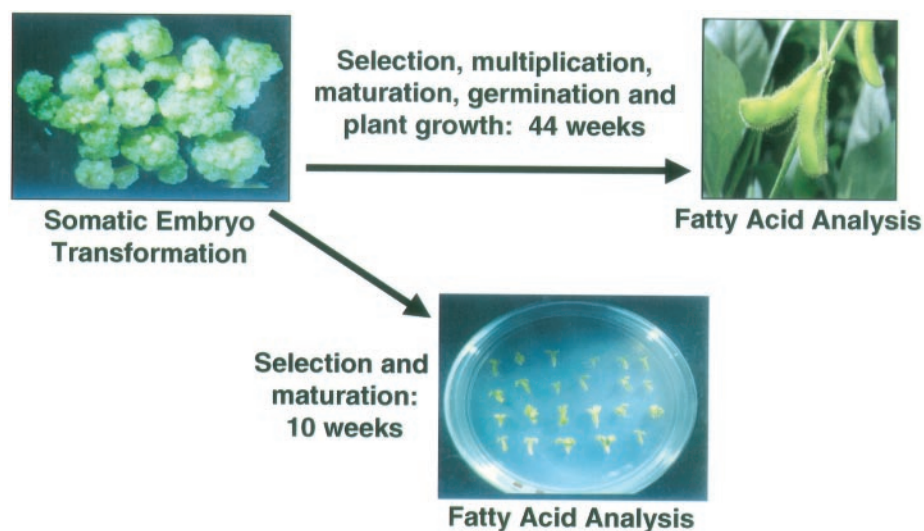 Selection, multiplication,
maturation, germination and
plant growth: 44 weeks
Somatic Embryo
Transformation
Fatty Acid Analysis
Selection and
maturation:
10 weeks
Fatty Acid Analysis